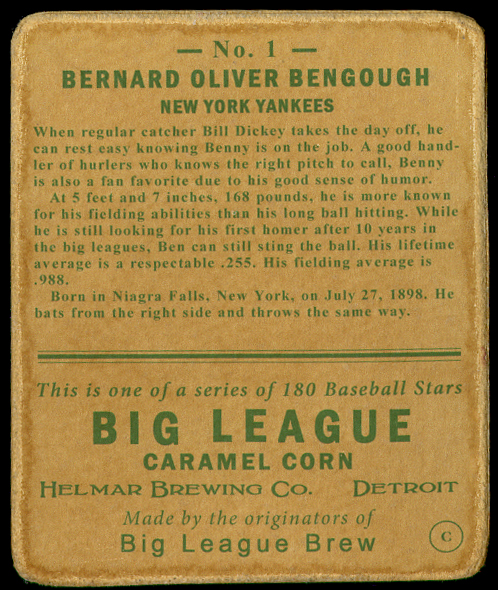 — No. 1 —
BERNARD OLIVER BENGOUGH
NEW YORK YANKEES
When regular catcher Bill Dickey takes the day off, he
can rest easy knowing Benny is on the job. A good hand-
ler of hurlers who knows the right pitch to call, Benny
is also a fan favorite due to his good sense of humor.
At 5 feet and 7 inches, 168 pounds, he is more known
for his fielding abilities than his long ball hitting. While
he is still looking for his first homer after 10 years in
the big leagues, Ben can still sting the ball. His lifetime
average is a respectable .255. His fielding average is
.988.
Born in Niagra Falls, New York, on July 27, 1898. He
bats from the right side and throws the same way.
This is one of a series of 180 Baseball Stars
BIG LEAGUE
CARAMEL CORN
HELMAR BREWING CO. DETROIT
Made by the originators of
Big League Brew
C